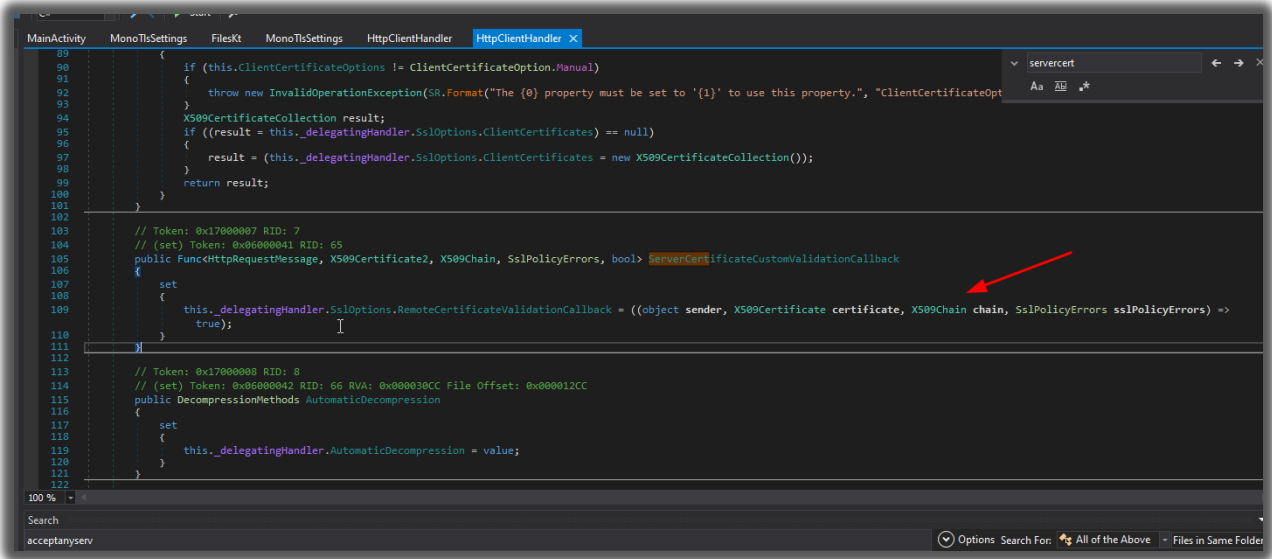 Start
MainActivity MonoTlsSettings FilesKt MonoTlsSettings HttpClientHandler HttpClientHandler ×
servercert
Aa Ab .*
89 {
90 if (this.ClientCertificateOptions != ClientCertificateOption.Manual)
91 {
92 throw new InvalidOperationException(SR.Format("The {0} property must be set to '{1}' to use this property.", "ClientCertificateOpt
93 }
94 X509CertificateCollection result;
95 if ((result = this._delegatingHandler.SslOptions.ClientCertificates) == null)
96 {
97 result = (this._delegatingHandler.SslOptions.ClientCertificates = new X509CertificateCollection());
98 }
99 return result;
100 }
101 }
102
103 // Token: 0x17000007 RID: 7
104 // (set) Token: 0x06000041 RID: 65
105 public Func<HttpRequestMessage, X509Certificate2, X509Chain, SslPolicyErrors, bool> ServerCertificateCustomValidationCallback
106 {
107 set
108 {
109 this._delegatingHandler.SslOptions.RemoteCertificateValidationCallback = ((object sender, X509Certificate certificate, X509Chain chain, SslPolicyErrors sslPolicyErrors) =>
true);
110 }
111 }
112
113 // Token: 0x17000008 RID: 8
114 // (set) Token: 0x06000042 RID: 66 RVA: 0x000030CC File Offset: 0x000012CC
115 public DecompressionMethods AutomaticDecompression
116 {
117 set
118 {
119 this._delegatingHandler.AutomaticDecompression = value;
120 }
121 }
122
100 %
Search
acceptanyserv
Options Search For: All of the Above Files in Same Folder